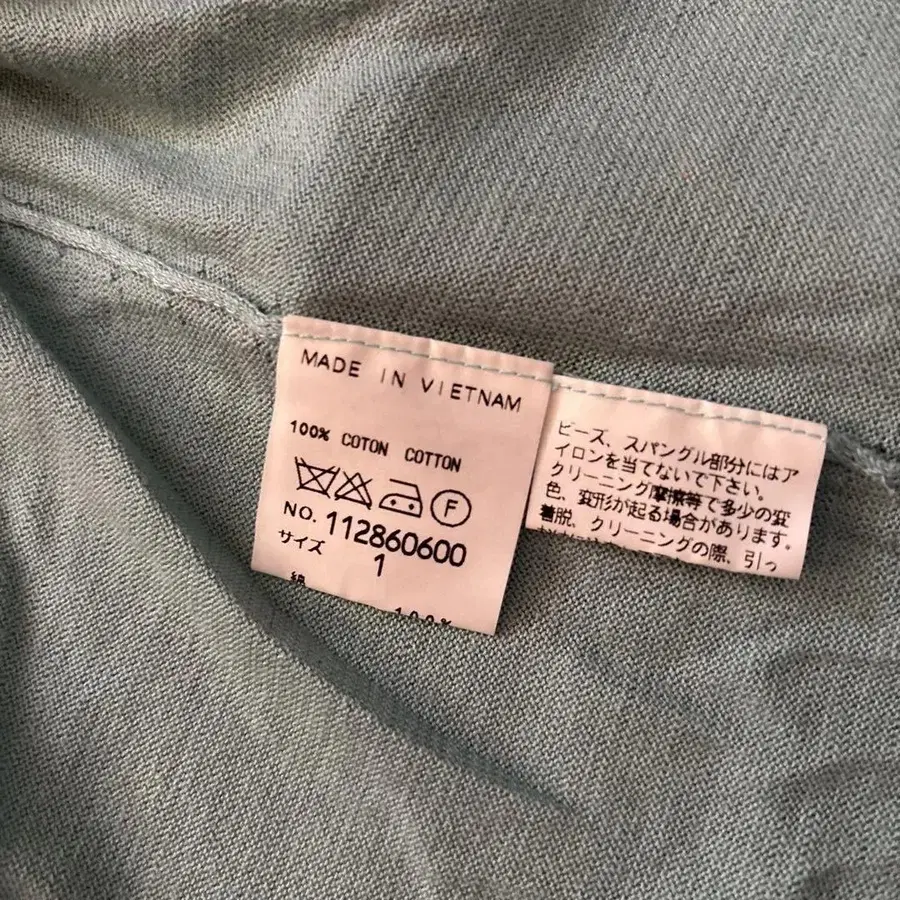 MADE IN VIETNAM
100% COTON COTTON
F
NO. 112860600
サイズ 1
綿 100%
ビーズ、スパングル部分にはア
イロンを当てないで下さい。
クリーニング摩擦等で多少の変
色、変形が起る場合があります。
着脱、クリーニングの際、引っ